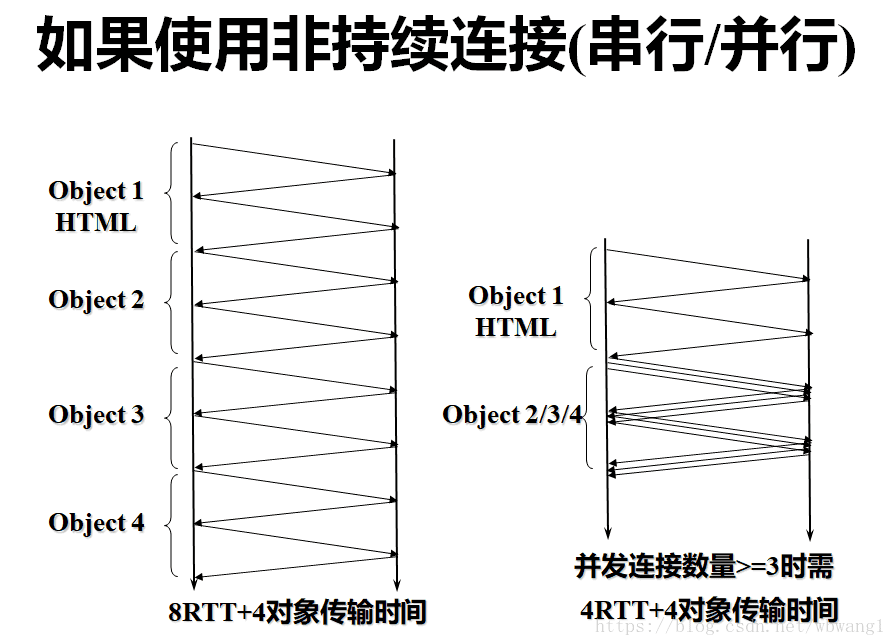 如果使用非持续连接(串行/并行)
Object 1
HTML
Object 2
Object 3
Object 4
8RTT+4对象传输时间
Object 1
HTML
Object 2/3/4
并发连接数量>=3时需
4RTT+4对象传输时间
https://blog.csdn.net/wbwang1